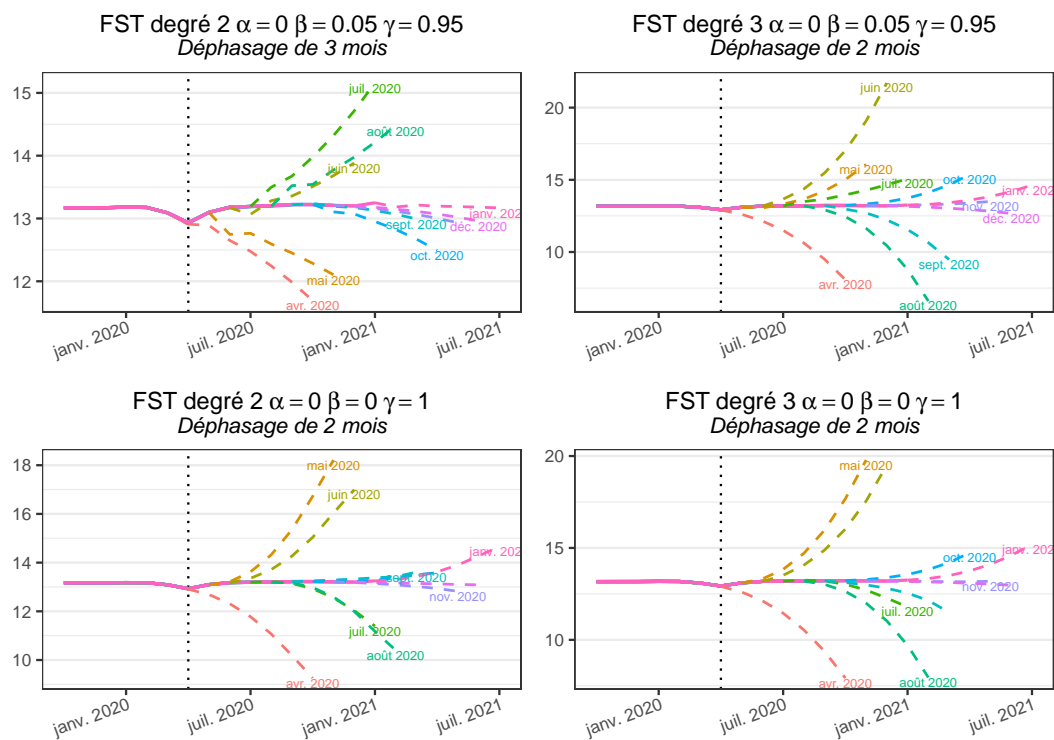 FST degré 2 α = 0 β = 0.05 γ = 0.95
Déphasage de 3 mois
15
14
13
12
juil. 2020
août 2020
juin 2020
janv. 202
déc. 2020
sept. 2020
oct. 2020
mai 2020
avr. 2020
janv. 2020
juil. 2020
janv. 2021
juil. 2021
FST degré 3 α = 0 β = 0.05 γ = 0.95
Déphasage de 2 mois
20
15
10
juin 2020
mai 2020
oct. 2020
juil. 2020
janv. 202
nov. 2020
déc. 2020
sept. 2020
avr. 2020
août 2020
janv. 2020
juil. 2020
janv. 2021
juil. 2021
FST degré 2 α = 0 β = 0 γ = 1
Déphasage de 2 mois
18
16
14
12
10
mai 2020
juin 2020
janv. 202
sept. 2020
nov. 2020
juil. 2020
août 2020
avr. 2020
janv. 2020
juil. 2020
janv. 2021
juil. 2021
FST degré 3 α = 0 β = 0 γ = 1
Déphasage de 2 mois
20
15
10
mai 2020
janv. 202
oct. 2020
nov. 2020
juil. 2020
août 2020
avr. 2020
janv. 2020
juil. 2020
janv. 2021
juil. 2021